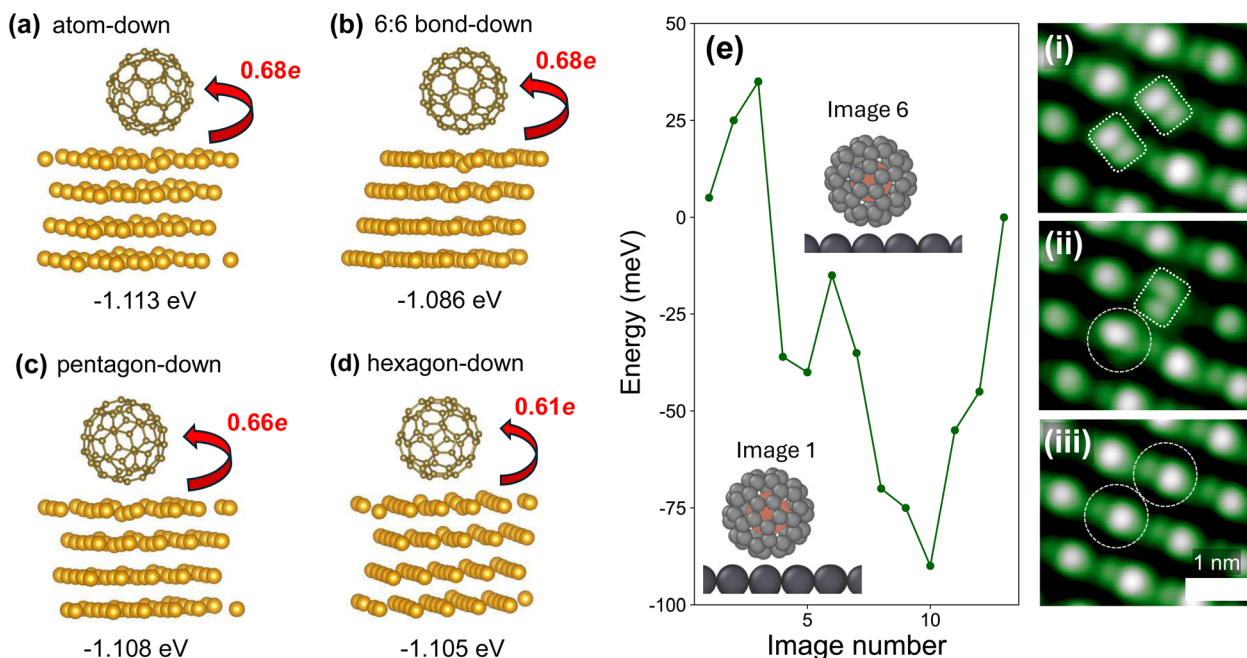 (a) atom-down
0.68e
-1.113 eV
(b) 6:6 bond-down
0.68e
-1.086 eV
(c) pentagon-down
0.66e
-1.108 eV
(d) hexagon-down
0.61e
-1.105 eV
(e)
Energy (meV)
50
25
0
-25
-50
-75
-100
Image 6
Image 1
5
10
Image number
(i)
(ii)
(iii)
1 nm